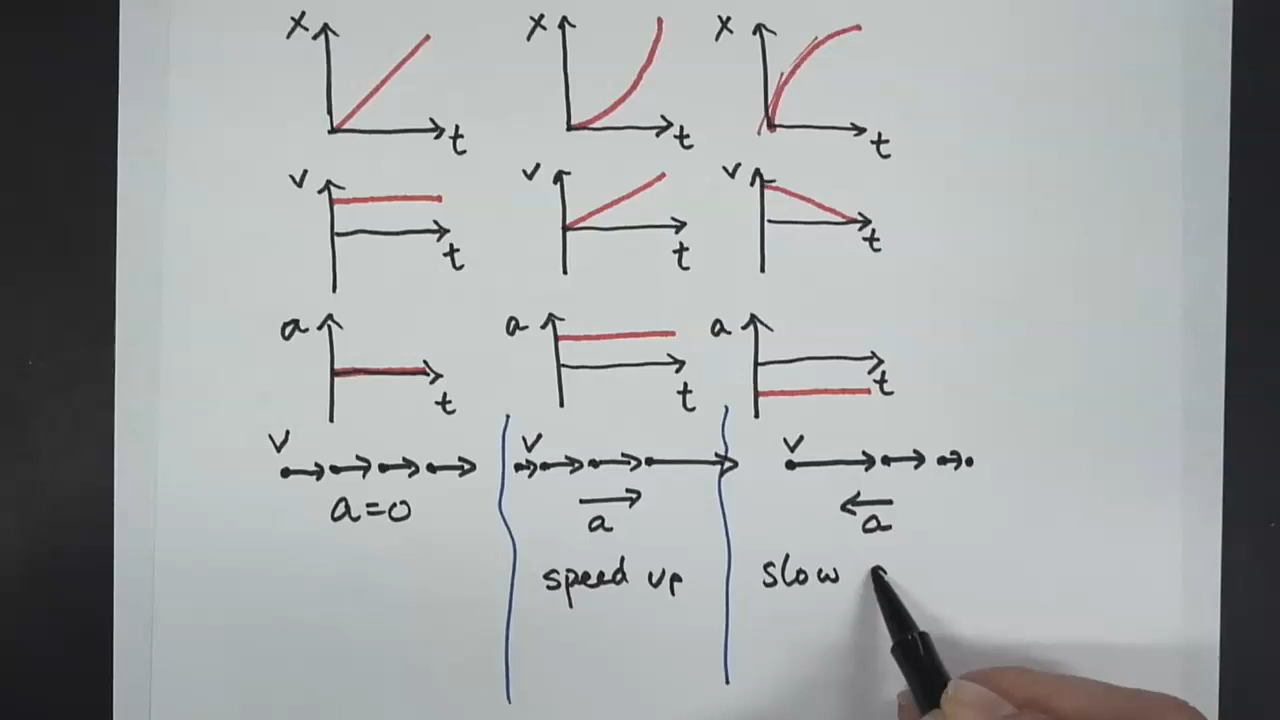 x x x
t t t
v v v
t t t
a a a
t t t
v v v
a=0 a a
speed up slow